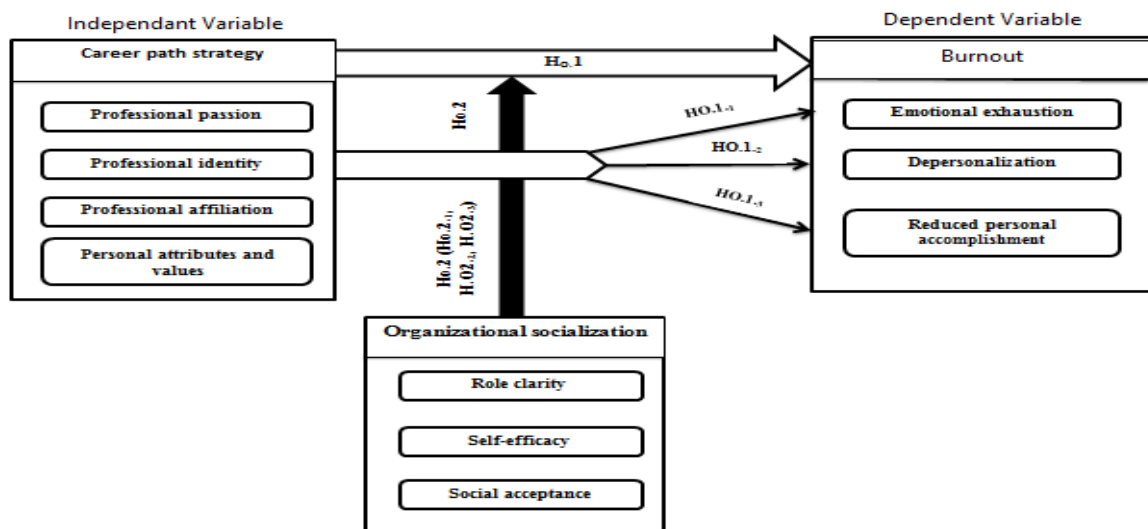 Independant Variable
Dependent Variable
Career path strategy
Burnout
Ho.1
Professional passion
Professional identity
Professional affiliation
Personal attributes and
values
Ho.2
Ho.2 (Ho.2.1,
H.O2.2, H.O2.3)
HO.1.1
HO.1.2
HO.1.3
Emotional exhaustion
Depersonalization
Reduced personal
accomplishment
Organizational socialization
Role clarity
Self-efficacy
Social acceptance